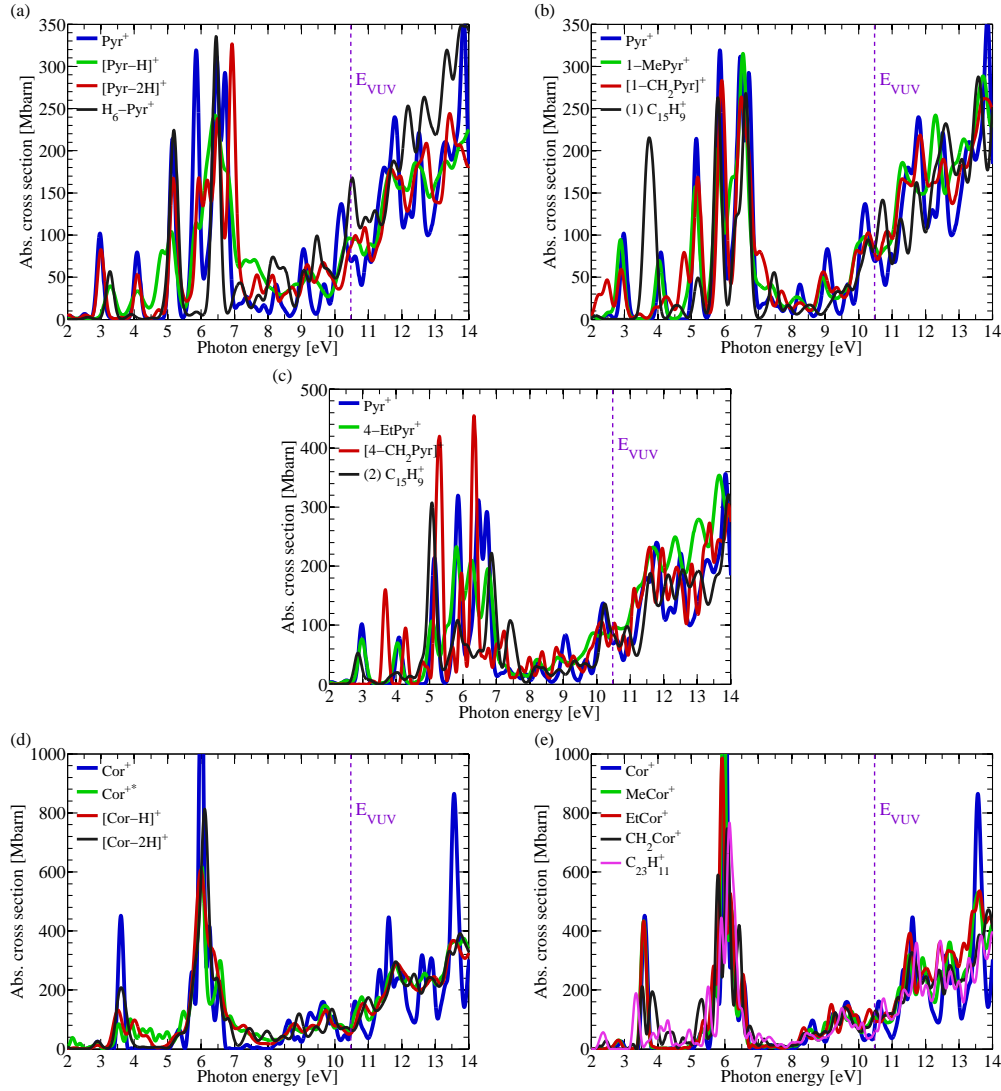 (a)
350
300
250
200
150
100
50
0
Abs. cross section [Mbarn]
Pyr+
[Pyr−H]+
[Pyr−2H]+
H6−Pyr+
EVUV
2 3 4 5 6 7 8 9 10 11 12 13 14
Photon energy [eV]
(b)
350
300
250
200
150
100
50
0
Abs. cross section [Mbarn]
Pyr+
1−MePyr+
[1−CH2Pyr]+
(1) C15H9+
EVUV
2 3 4 5 6 7 8 9 10 11 12 13 14
Photon energy [eV]
(c)
500
400
300
200
100
0
Abs. cross section [Mbarn]
Pyr+
4−EtPyr+
[4−CH2Pyr]+
(2) C15H9+
EVUV
2 3 4 5 6 7 8 9 10 11 12 13 14
Photon energy [eV]
(d)
1000
800
600
400
200
0
Abs. cross section [Mbarn]
Cor+
Cor+*
[Cor−H]+
[Cor−2H]+
EVUV
2 3 4 5 6 7 8 9 10 11 12 13 14
Photon energy [eV]
(e)
1000
800
600
400
200
0
Abs. cross section [Mbarn]
Cor+
MeCor+
EtCor+
CH2Cor+
C23H11+
EVUV
2 3 4 5 6 7 8 9 10 11 12 13 14
Photon energy [eV]